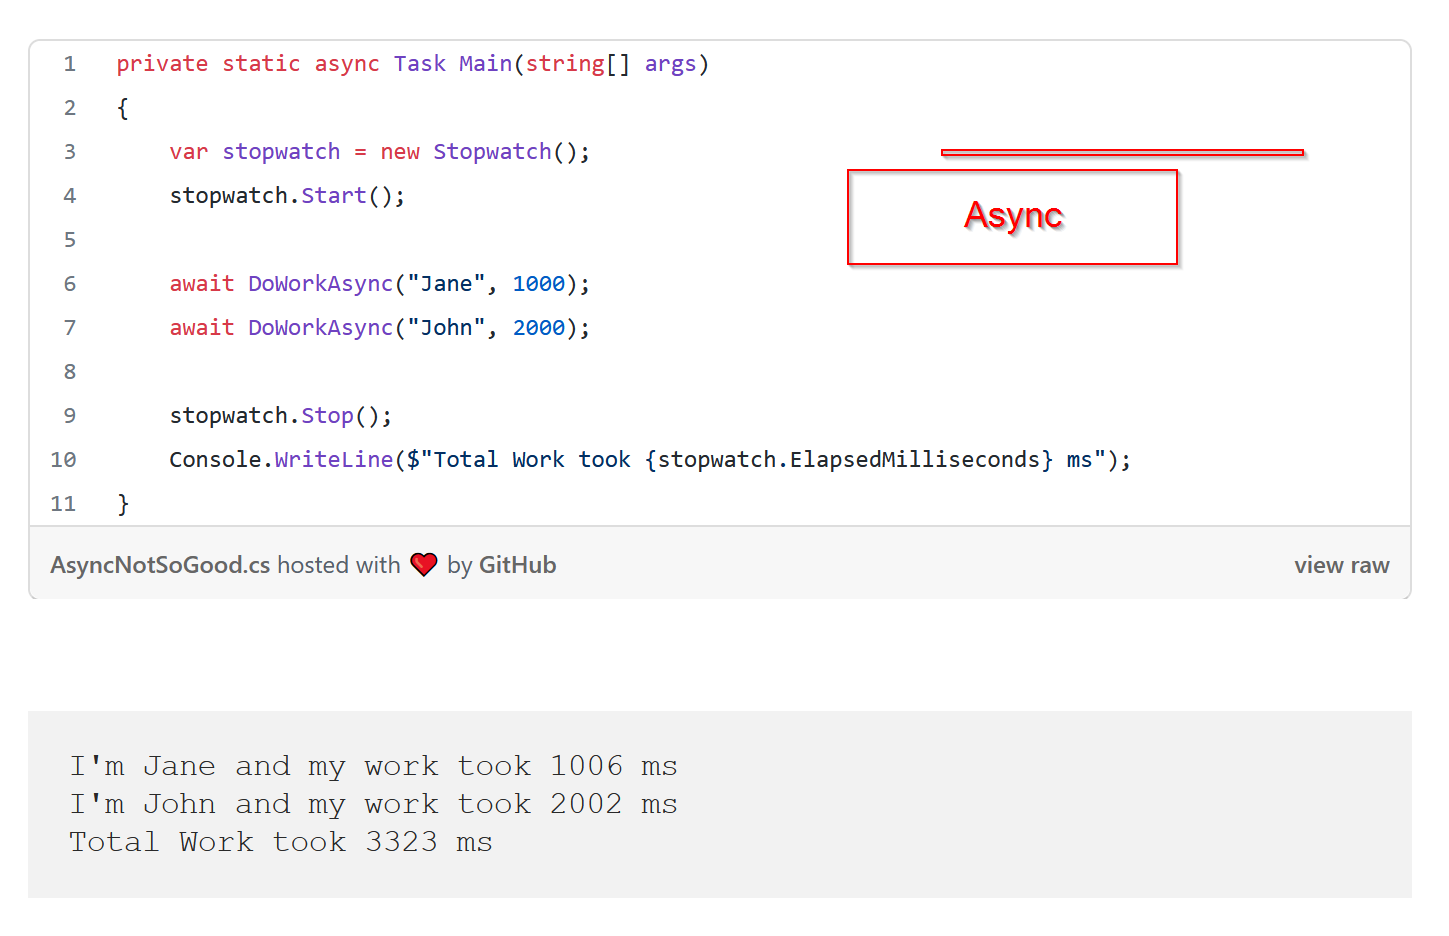 1 private static async Task Main(string[] args)
2 {
3 var stopwatch = new Stopwatch();
4 stopwatch.Start();
Async
5
6 await DoWorkAsync("Jane", 1000);
7 await DoWorkAsync("John", 2000);
8
9 stopwatch.Stop();
10 Console.WriteLine($"Total Work took {stopwatch.ElapsedMilliseconds} ms");
11 }
AsyncNotSoGood.cs hosted with ❤ by GitHub view raw
I'm Jane and my work took 1006 ms
I'm John and my work took 2002 ms
Total Work took 3323 ms